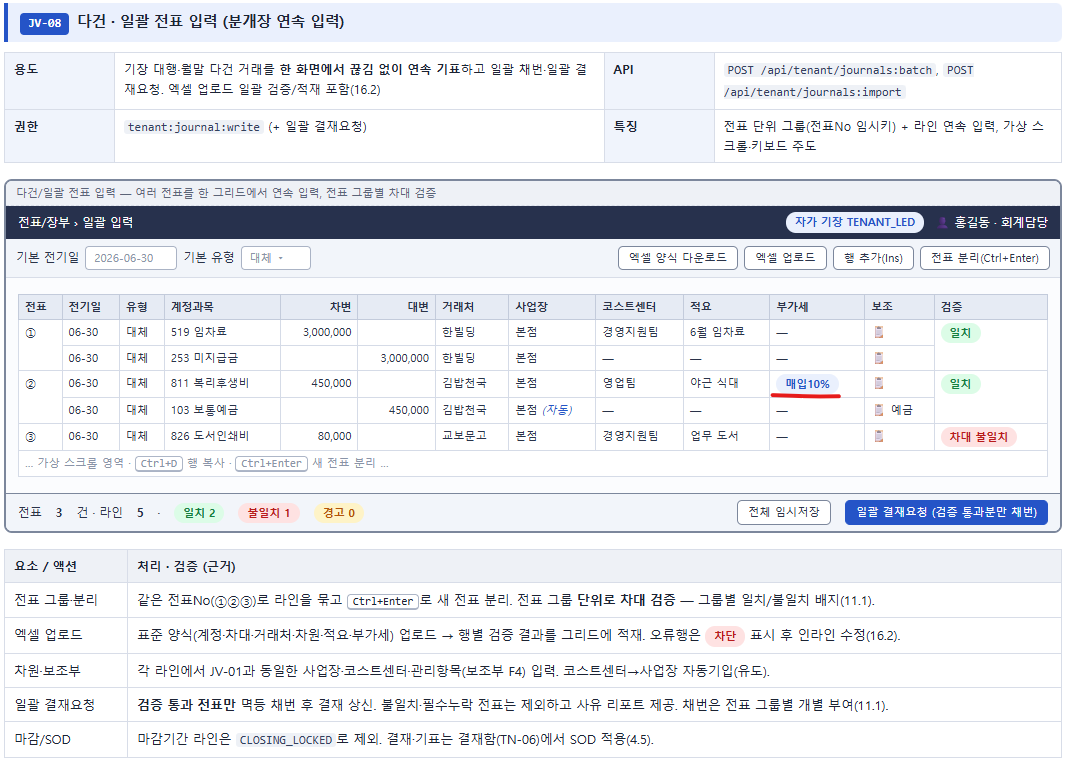 JV-08 다건 · 일괄 전표 입력 (분개장 연속 입력)
용도 기장 대행·월말 다건 거래를 한 화면에서 끊김 없이 연속 기표하고 일괄 채번·일괄 결
재요청. 엑셀 업로드 일괄 검증/적재 포함(16.2)
API POST /api/tenant/journals:batch, POST
/api/tenant/journals:import
권한 tenant:journal:write (+ 일괄 결재요청)
특징 전표 단위 그룹(전표No 임시키) + 라인 연속 입력, 가상 스
크롤·키보드 주도
다건/일괄 전표 입력 — 여러 전표를 한 그리드에서 연속 입력, 전표 그룹별 차대 검증
전표/장부 › 일괄 입력 자가 기장 TENANT_LED 홍길동 · 회계담당
기본 전기일 2026-06-30 기본 유형 대체 엑셀 양식 다운로드 엑셀 업로드 행 추가(Ins) 전표 분리(Ctrl+Enter)
전표 전기일 유형 계정과목 차변 대변 거래처 사업장 코스트센터 적요 부가세 보조 검증
① 06-30 대체 519 임차료 3,000,000 한빌딩 본점 경영지원팀 6월 임차료 — 일치
06-30 대체 253 미지급금 3,000,000 한빌딩 본점 — —
② 06-30 대체 811 복리후생비 450,000 김밥천국 본점 영업팀 야근 식대 매입10% 일치
06-30 대체 103 보통예금 450,000 김밥천국 본점 (자동) — — — 예금
③ 06-30 대체 826 도서인쇄비 80,000 교보문고 본점 경영지원팀 업무 도서 — 차대 불일치
... 가상 스크롤 영역 · Ctrl+D 행 복사 · Ctrl+Enter 새 전표 분리 ...
전표 3 건 · 라인 5 · 일치 2 불일치 1 경고 0 전체 임시저장 일괄 결재요청 (검증 통과분만 채번)
요소 / 액션 처리 · 검증 (근거)
전표 그룹·분리 같은 전표No(①②③)로 라인을 묶고 Ctrl+Enter로 새 전표 분리. 전표 그룹 단위로 차대 검증 — 그룹별 일치/불일치 배지(11.1).
엑셀 업로드 표준 양식(계정·차대·거래처·차원·적요·부가세) 업로드 → 행별 검증 결과를 그리드에 적재. 오류행은 차단 표시 후 인라인 수정(16.2).
차원·보조부 각 라인에서 JV-01과 동일한 사업장·코스트센터·관리항목(보조부 F4) 입력. 코스트센터→사업장 자동기입(유도).
일괄 결재요청 검증 통과 전표만 멱등 채번 후 결재 상신. 불일치·필수누락 전표는 제외하고 사유 리포트 제공. 채번은 전표 그룹별 개별 부여(11.1).
마감/SOD 마감기간 라인은 CLOSING_LOCKED로 제외. 결재·기표는 결재함(TN-06)에서 SOD 적용(4.5).